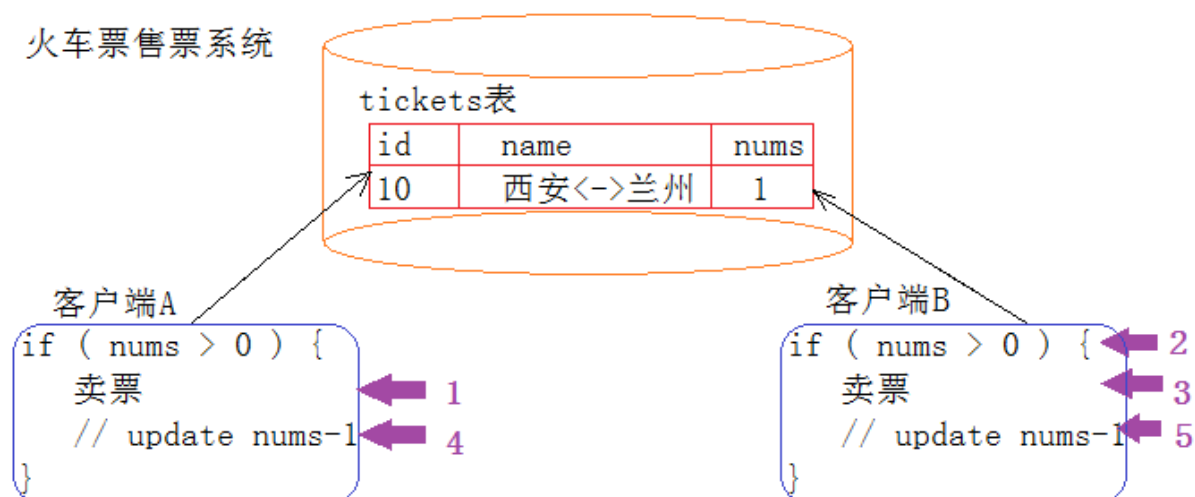 火车票售票系统
tickets表
id name nums
10 西安<->兰州 1
客户端A
if ( nums > 0 ) {
卖票 1
// update nums-1 4
}
客户端B
if ( nums > 0 ) { 2
卖票 3
// update nums-1 5
}